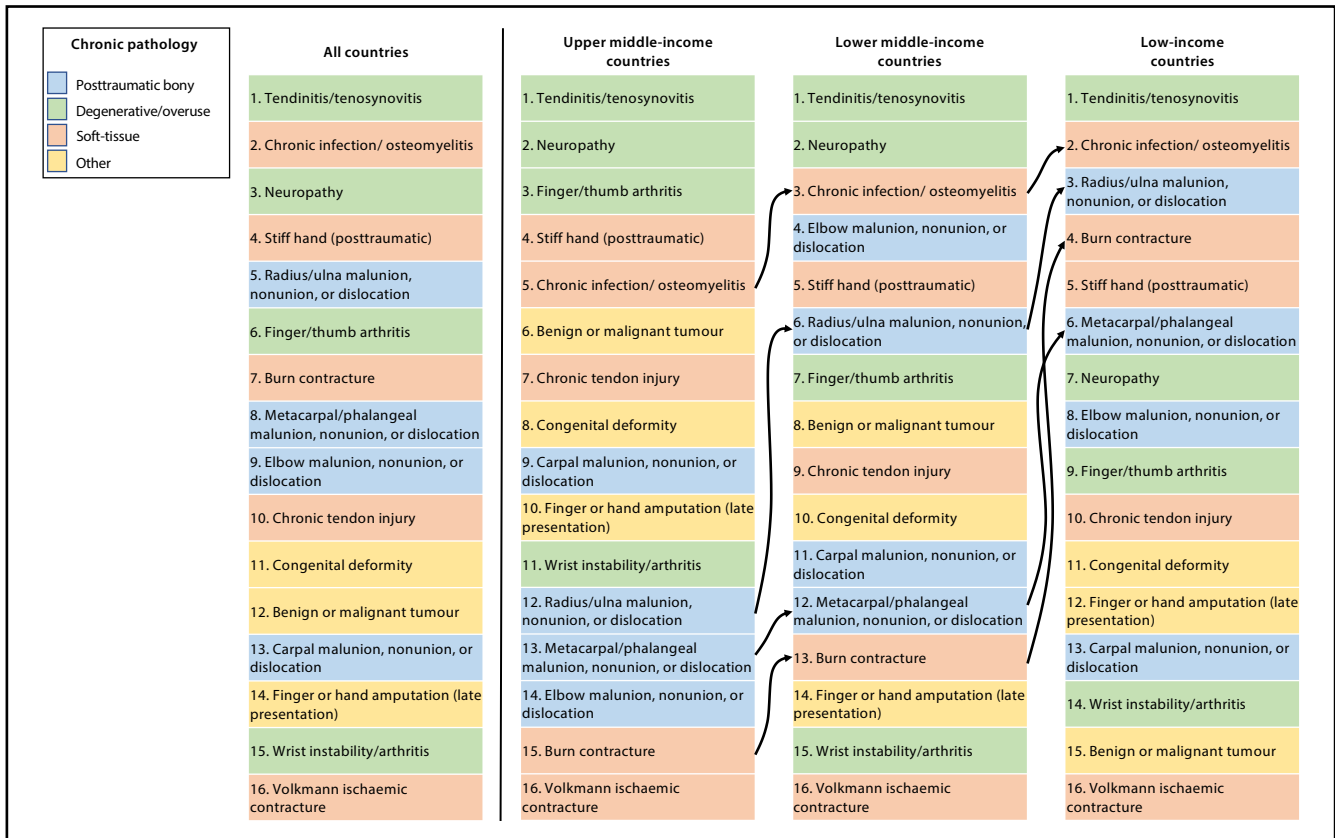 Chronic pathology
Posttraumatic bony
Degenerative/overuse
Soft-tissue
Other
All countries
1. Tendinitis/tenosynovitis
2. Chronic infection/ osteomyelitis
3. Neuropathy
4. Stiff hand (posttraumatic)
5. Radius/ulna malunion,
nonunion, or dislocation
6. Finger/thumb arthritis
7. Burn contracture
8. Metacarpal/phalangeal
malunion, nonunion, or dislocation
9. Elbow malunion, nonunion, or
dislocation
10. Chronic tendon injury
11. Congenital deformity
12. Benign or malignant tumour
13. Carpal malunion, nonunion, or
dislocation
14. Finger or hand amputation (late
presentation)
15. Wrist instability/arthritis
16. Volkmann ischaemic
contracture
Upper middle-income
countries
1. Tendinitis/tenosynovitis
2. Neuropathy
3. Finger/thumb arthritis
4. Stiff hand (posttraumatic)
5. Chronic infection/ osteomyelitis
6. Benign or malignant tumour
7. Chronic tendon injury
8. Congenital deformity
9. Carpal malunion, nonunion, or
dislocation
10. Finger or hand amputation (late
presentation)
11. Wrist instability/arthritis
12. Radius/ulna malunion,
nonunion, or dislocation
13. Metacarpal/phalangeal
malunion, nonunion, or dislocation
14. Elbow malunion, nonunion, or
dislocation
15. Burn contracture
16. Volkmann ischaemic
contracture
Lower middle-income
countries
1. Tendinitis/tenosynovitis
2. Neuropathy
3. Chronic infection/ osteomyelitis
4. Elbow malunion, nonunion, or
dislocation
5. Stiff hand (posttraumatic)
6. Radius/ulna malunion, nonunion,
or dislocation
7. Finger/thumb arthritis
8. Benign or malignant tumour
9. Chronic tendon injury
10. Congenital deformity
11. Carpal malunion, nonunion, or
dislocation
12. Metacarpal/phalangeal
malunion, nonunion, or dislocation
13. Burn contracture
14. Finger or hand amputation (late
presentation)
15. Wrist instability/arthritis
16. Volkmann ischaemic
contracture
Low-income
countries
1. Tendinitis/tenosynovitis
2. Chronic infection/ osteomyelitis
3. Radius/ulna malunion,
nonunion, or dislocation
4. Burn contracture
5. Stiff hand (posttraumatic)
6. Metacarpal/phalangeal
malunion, nonunion, or dislocation
7. Neuropathy
8. Elbow malunion, nonunion, or
dislocation
9. Finger/thumb arthritis
10. Chronic tendon injury
11. Congenital deformity
12. Finger or hand amputation (late
presentation)
13. Carpal malunion, nonunion, or
dislocation
14. Wrist instability/arthritis
15. Benign or malignant tumour
16. Volkmann ischaemic
contracture